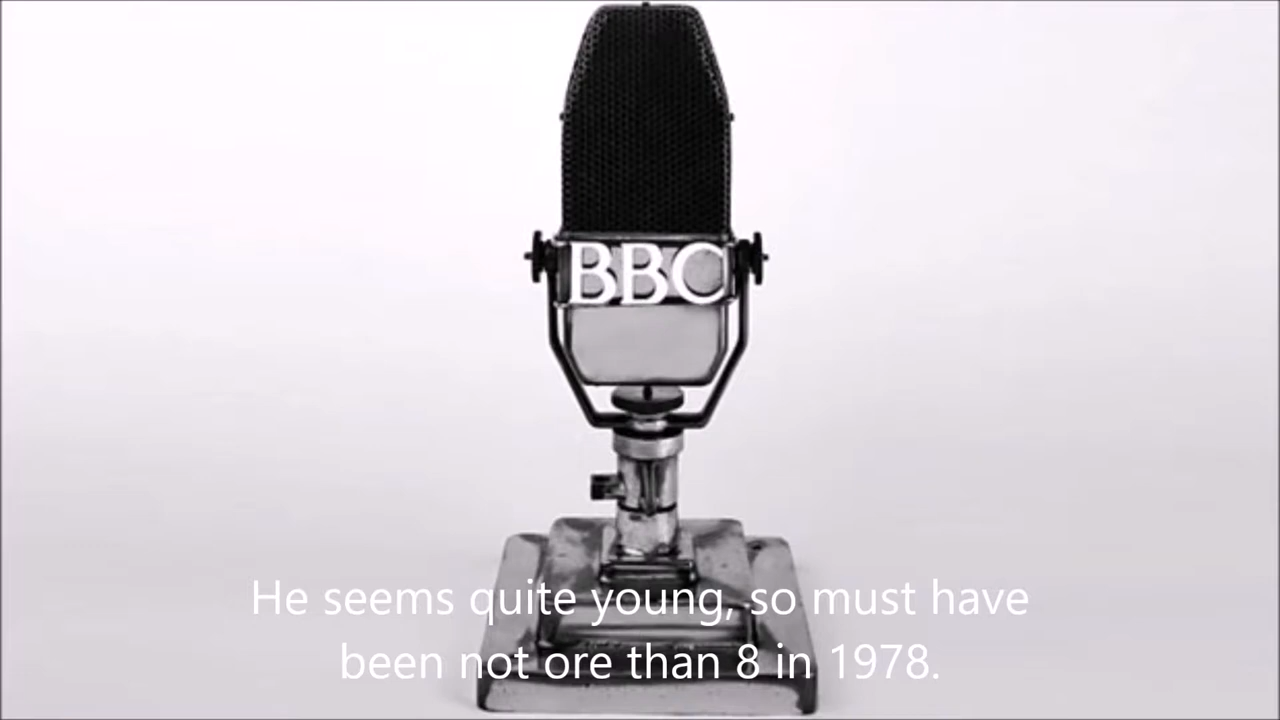 BBC
He seems quite young, so must have
been not ore than 8 in 1978.